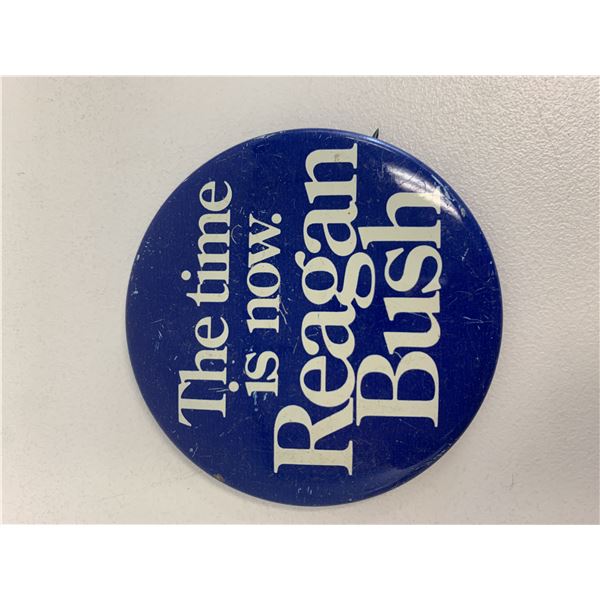 The time
is now.
Reagan
Bush